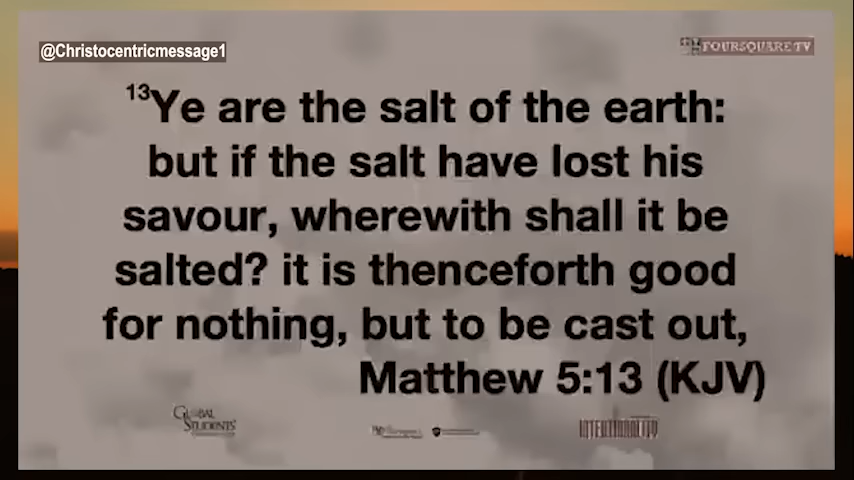 @Christocentricmessage1
FOURSQUARE TV
13Ye are the salt of the earth:
but if the salt have lost his
savour, wherewith shall it be
salted? it is thenceforth good
for nothing, but to be cast out,
Matthew 5:13 (KJV)
GLOBAL
STUDENTS'
INTENTIONALITY